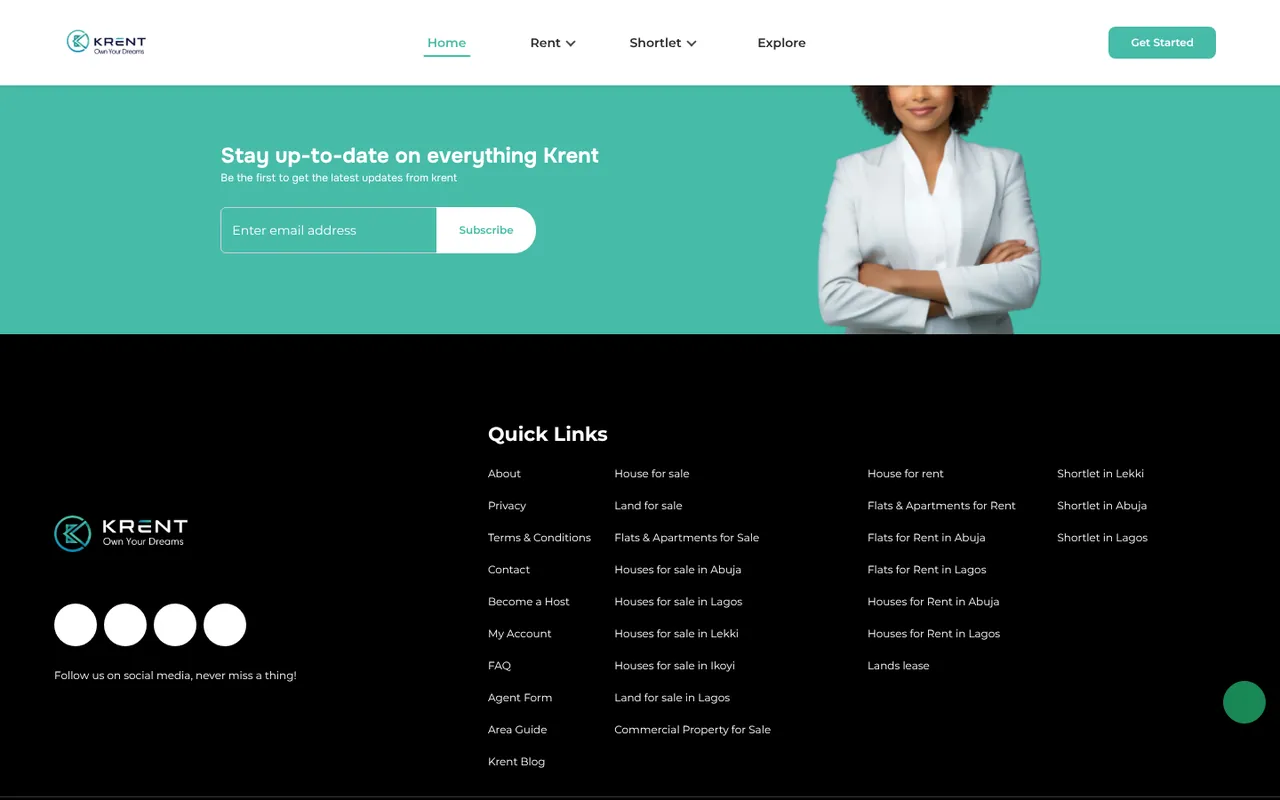 KRENT
Own Your Dreams
Home
Rent
Shortlet
Explore
Get Started
Stay up-to-date on everything Krent
Be the first to get the latest updates from krent
Enter email address
Subscribe
KRENT
Own Your Dreams
Follow us on social media, never miss a thing!
Quick Links
About
Privacy
Terms & Conditions
Contact
Become a Host
My Account
FAQ
Agent Form
Area Guide
Krent Blog
House for sale
Land for sale
Flats & Apartments for Sale
Houses for sale in Abuja
Houses for sale in Lagos
Houses for sale in Lekki
Houses for sale in Ikoyi
Land for sale in Lagos
Commercial Property for Sale
House for rent
Flats & Apartments for Rent
Flats for Rent in Abuja
Flats for Rent in Lagos
Houses for Rent in Abuja
Houses for Rent in Lagos
Lands lease
Shortlet in Lekki
Shortlet in Abuja
Shortlet in Lagos